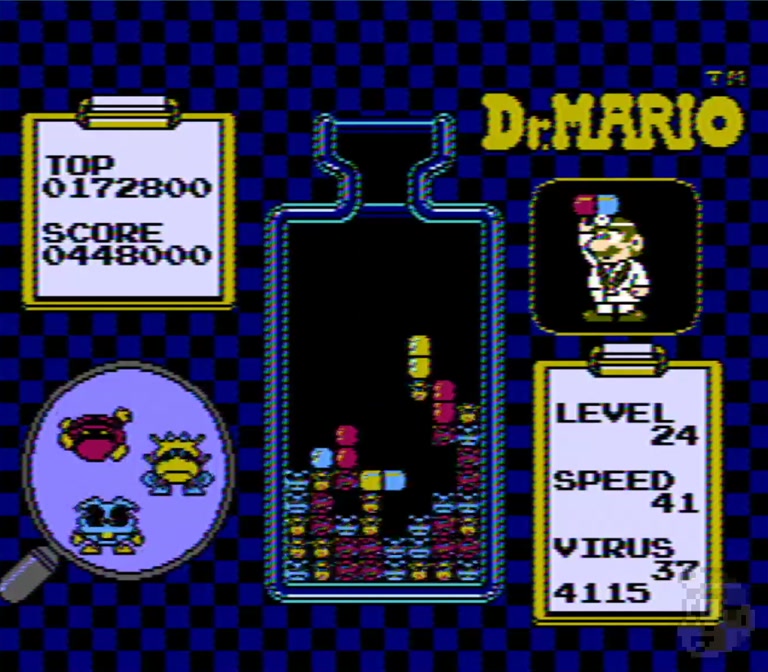 TM
Dr. MARIO
TOP
0172800
SCORE
0448000
LEVEL
24
SPEED
41
VIRUS
37
4115